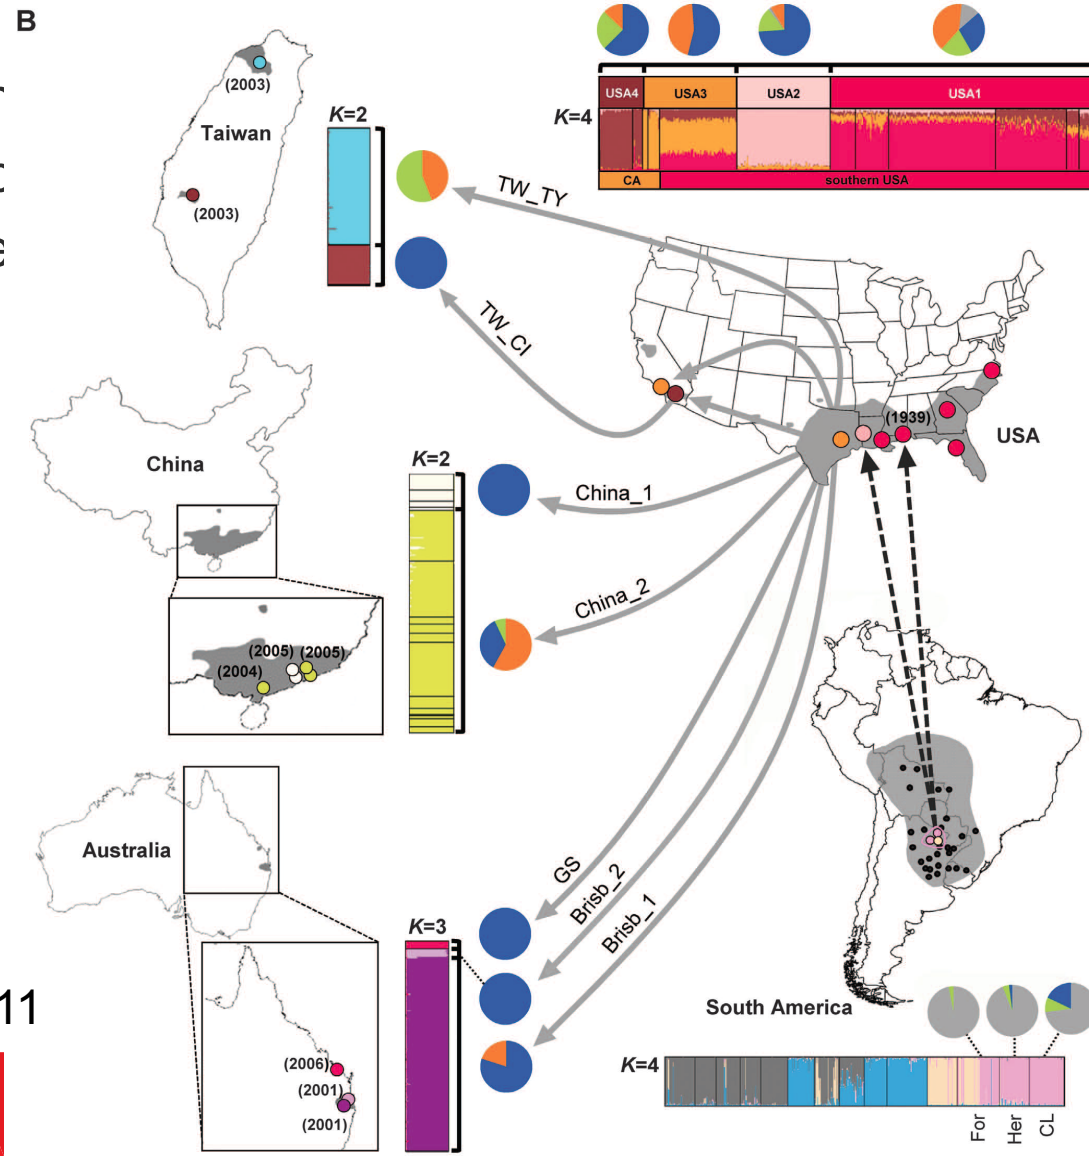 B
(2003)
Taiwan
(2003)
K=2
TW_TY
TW_CI
USA4
USA3
USA2
USA1
K=4
CA
southern USA
(1939)
USA
China
K=2
China_1
China_2
(2005)
(2005)
(2004)
Australia
K=3
GS
Brisb_2
Brisb_1
(2006)
(2001)
(2001)
11
South America
K=4
For
Her
CL